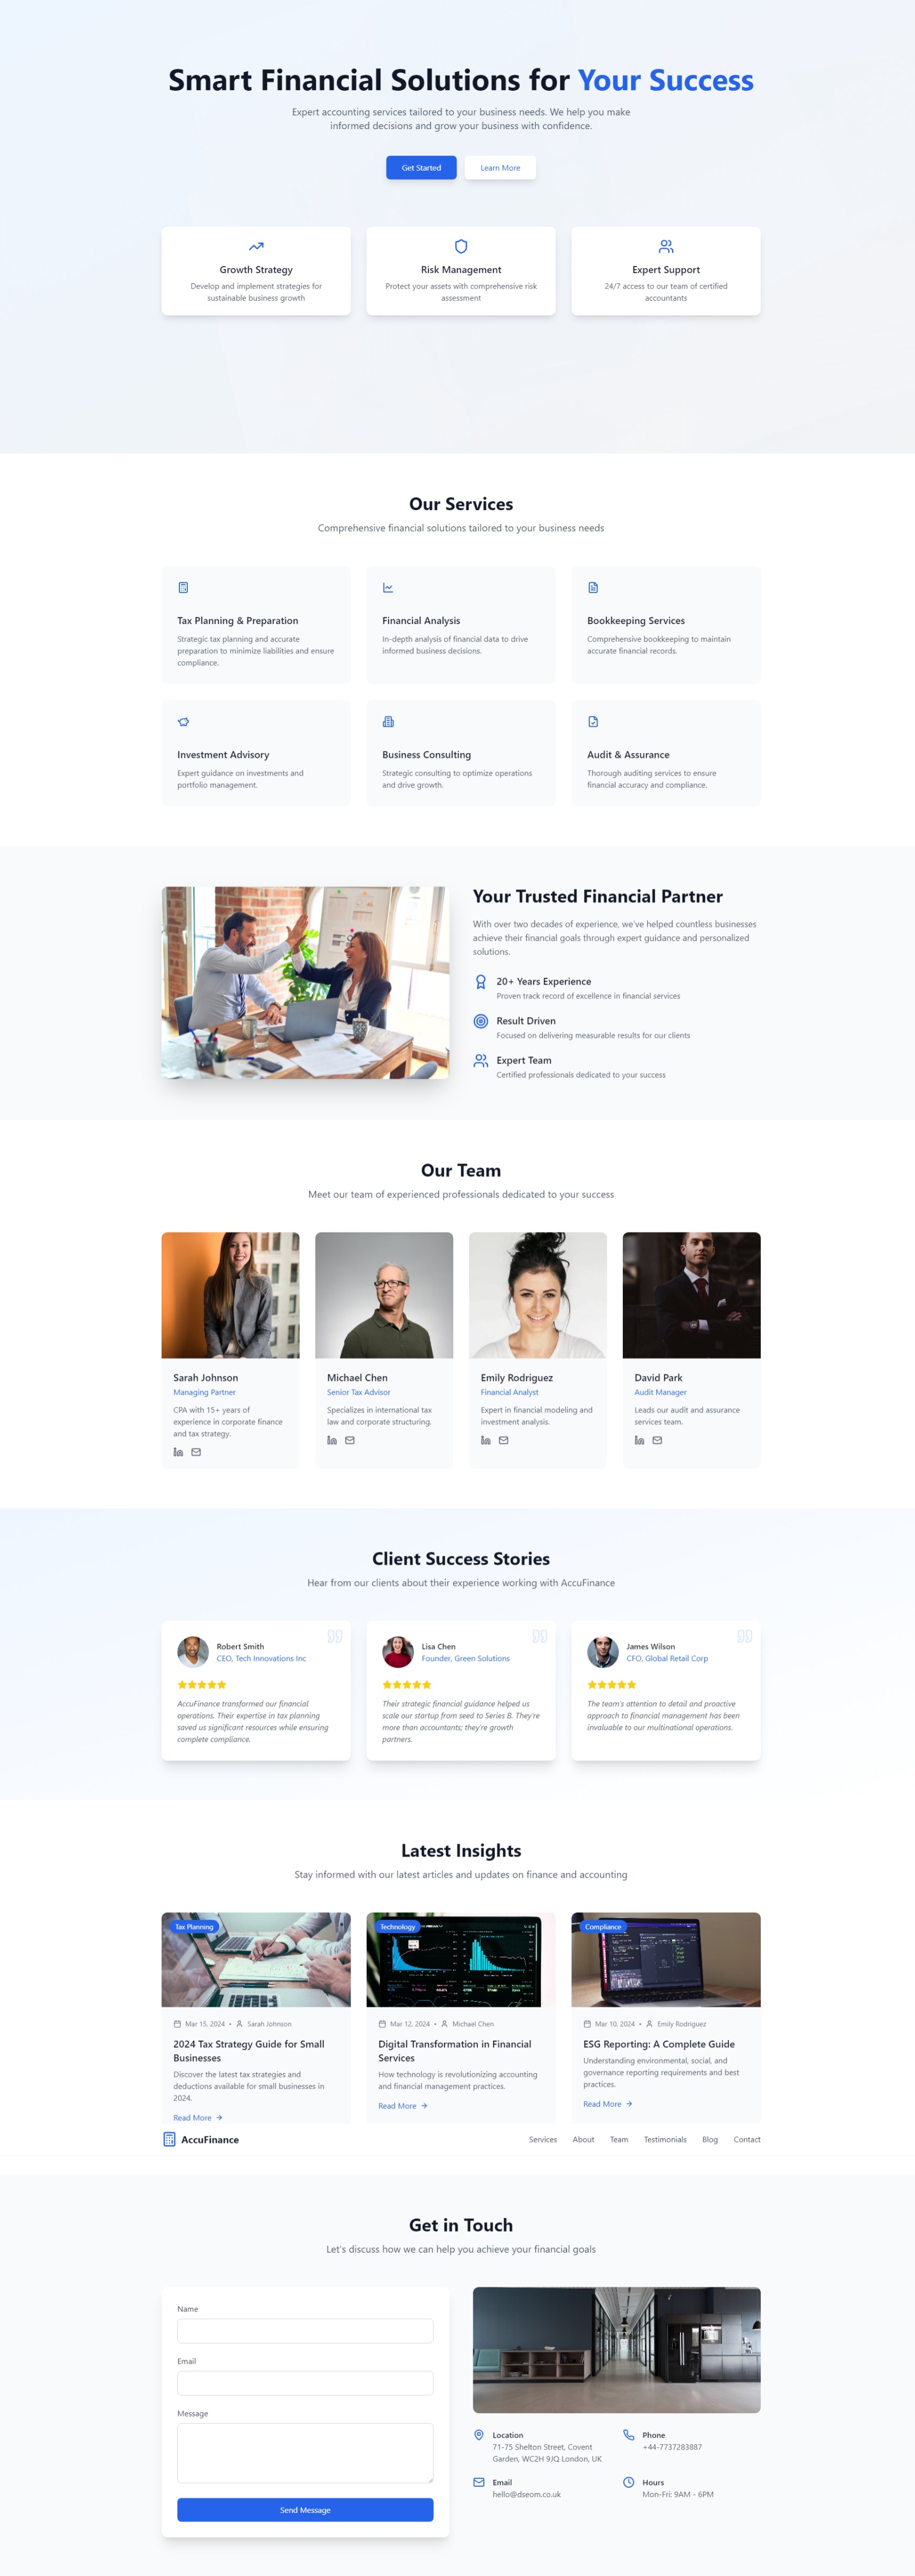 Smart Financial Solutions for Your Success
Expert accounting services tailored to your business needs. We help you make
informed decisions and grow your business with confidence.
Get Started
Learn More
Growth Strategy
Develop and implement strategies for
sustainable business growth
Risk Management
Protect your assets with comprehensive risk
assessment
Expert Support
24/7 access to our team of certified
accountants
Our Services
Comprehensive financial solutions tailored to your business needs
Tax Planning & Preparation
Strategic tax planning and accurate
preparation to minimize liabilities and ensure
compliance.
Financial Analysis
In-depth analysis of financial data to drive
informed business decisions.
Bookkeeping Services
Comprehensive bookkeeping to maintain
accurate financial records.
Investment Advisory
Expert guidance on investments and
portfolio management.
Business Consulting
Strategic consulting to optimize operations
and drive growth.
Audit & Assurance
Thorough auditing services to ensure
financial accuracy and compliance.
Your Trusted Financial Partner
With over two decades of experience, we've helped countless businesses
achieve their financial goals through expert guidance and personalized
solutions.
20+ Years Experience
Proven track record of excellence in financial services
Result Driven
Focused on delivering measurable results for our clients
Expert Team
Certified professionals dedicated to your success
Our Team
Meet our team of experienced professionals dedicated to your success
Sarah Johnson
Managing Partner
CPA with 15+ years of
experience in corporate finance
and tax strategy.
Michael Chen
Senior Tax Advisor
Specializes in international tax
law and corporate structuring.
Emily Rodriguez
Financial Analyst
Expert in financial modeling and
investment analysis.
David Park
Audit Manager
Leads our audit and assurance
services team.
Client Success Stories
Hear from our clients about their experience working with AccuFinance
Robert Smith
CEO, Tech Innovations Inc
AccuFinance transformed our financial
operations. Their expertise in tax planning
saved us significant resources while ensuring
complete compliance.
Lisa Chen
Founder, Green Solutions
Their strategic financial guidance helped us
scale our startup from seed to Series B. They're
more than accountants; they're growth
partners.
James Wilson
CFO, Global Retail Corp
The team's attention to detail and proactive
approach to financial management has been
invaluable to our multinational operations.
Latest Insights
Stay informed with our latest articles and updates on finance and accounting
Tax Planning
Mar 15, 2024 • Sarah Johnson
2024 Tax Strategy Guide for Small
Businesses
Discover the latest tax strategies and
deductions available for small businesses in
2024.
Read More
Technology
Mar 12, 2024 • Michael Chen
Digital Transformation in Financial
Services
How technology is revolutionizing accounting
and financial management practices.
Read More
Compliance
Mar 10, 2024 • Emily Rodriguez
ESG Reporting: A Complete Guide
Understanding environmental, social, and
governance reporting requirements and best
practices.
Read More
AccuFinance
Services
About
Team
Testimonials
Blog
Contact
Get in Touch
Let's discuss how we can help you achieve your financial goals
Name
Email
Message
Send Message
Location
71-75 Shelton Street, Covent
Garden, WC2H 9JQ London, UK
Phone
+44-7737283887
Email
hello@dseom.co.uk
Hours
Mon-Fri: 9AM - 6PM